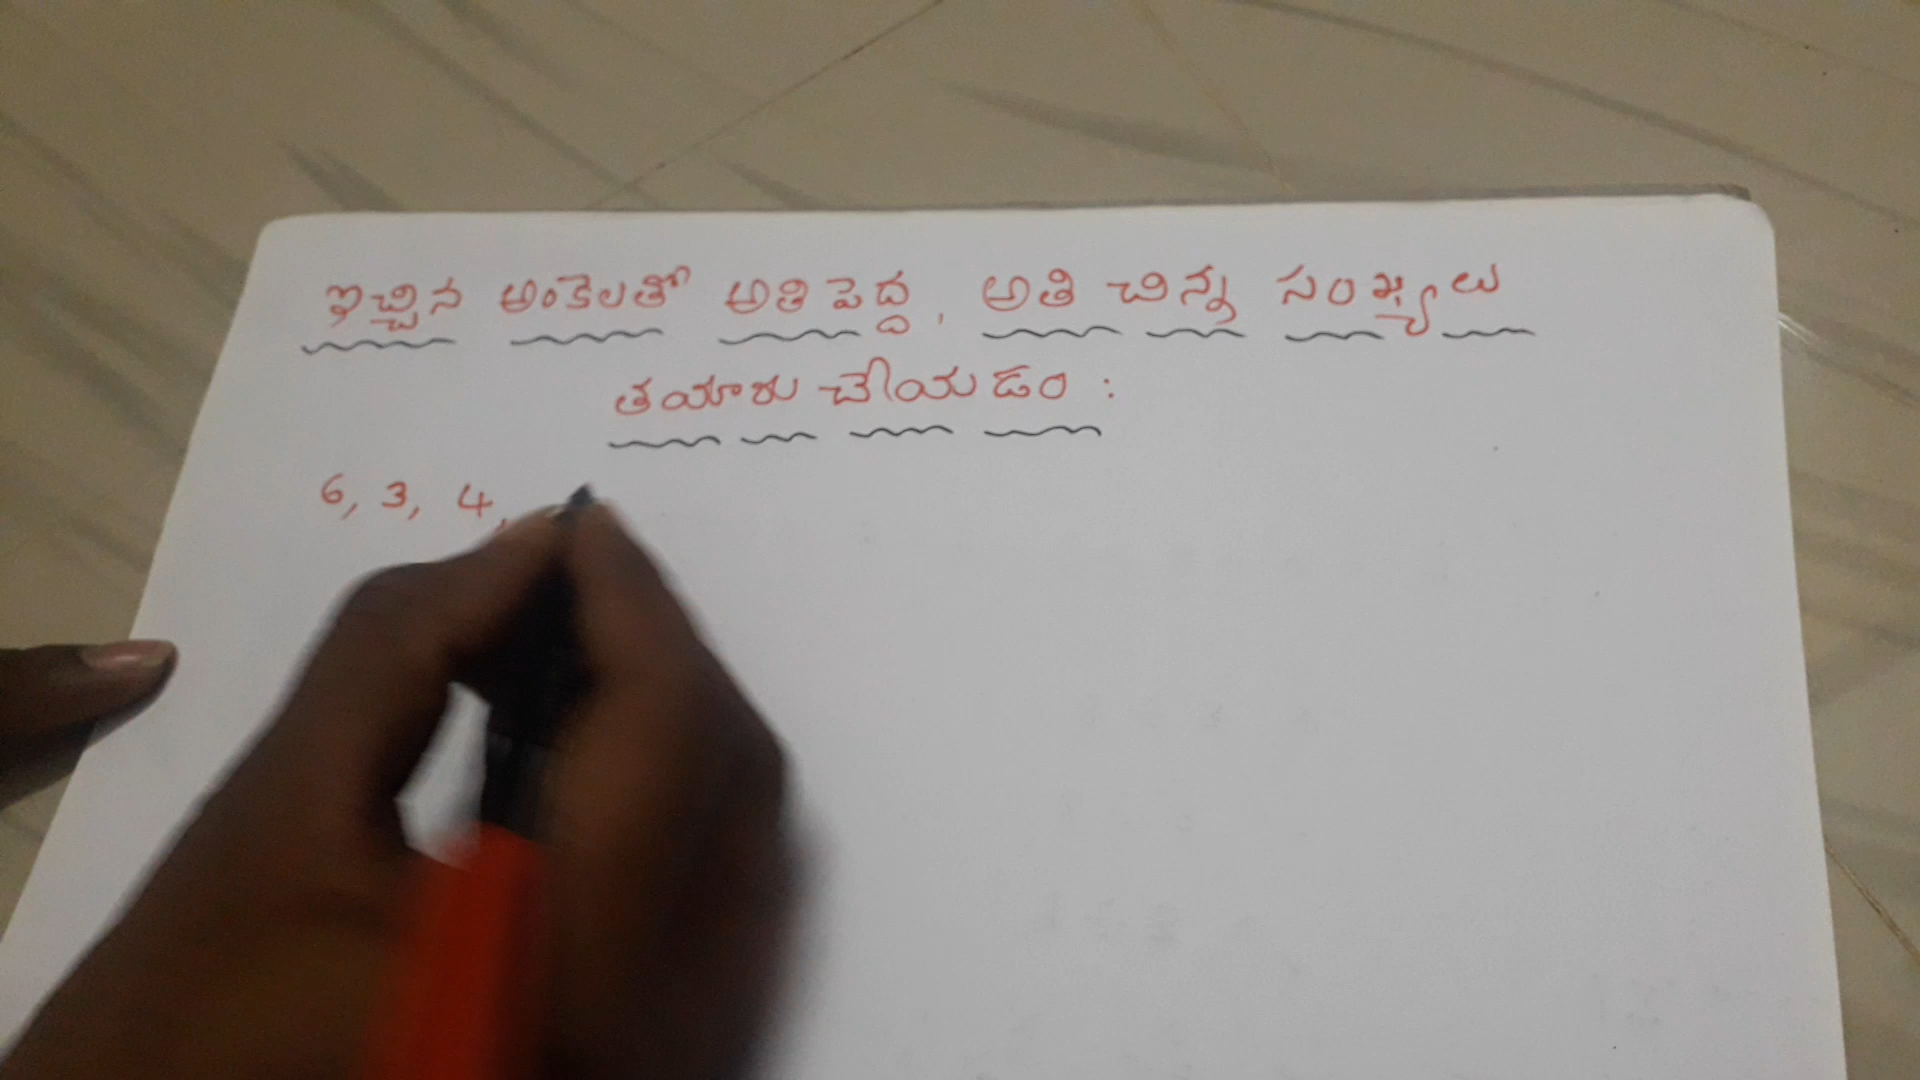 ఇచ్చిన అంకెలతో అతి పెద్ద, అతి చిన్న సంఖ్యలు
తయారు చేయడం :
6, 3, 4,